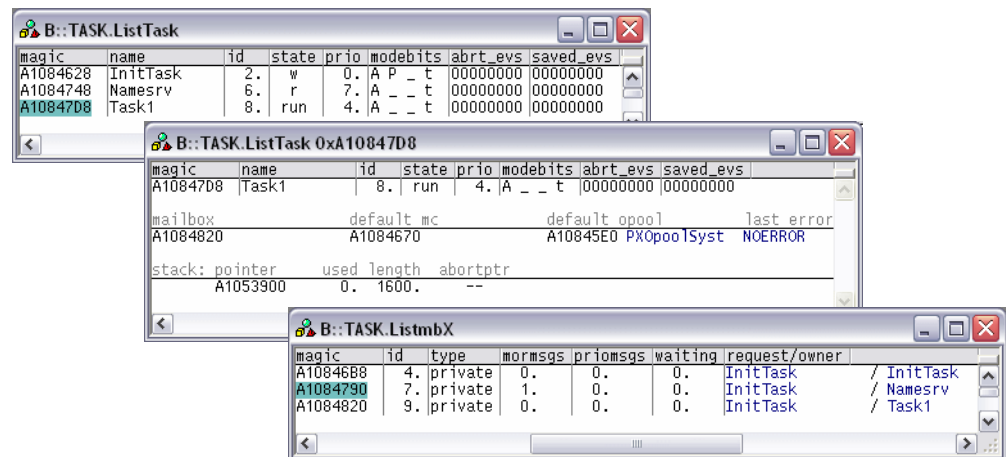 B::TASK.ListTask
magic name id state prio modebits abrt_evs saved_evs
A1084628 InitTask 2. w 0. A P _ t 00000000 00000000
A1084748 Namesrv 6. r 7. A _ _ t 00000000 00000000
A10847D8 Task1 8. run 4. A _ _ t 00000000 00000000
B::TASK.ListTask 0xA10847D8
magic name id state prio modebits abrt_evs saved_evs
A10847D8 Task1 8. run 4. A _ _ t 00000000 00000000
mailbox default mc default opool last error
A1084820 A1084670 A10845E0 PXOpoolSyst NOERROR
stack: pointer used length abortptr
A1053900 0. 1600. --
B::TASK.ListmbX
magic id type mormsgs priomsgs waiting request/owner
A10846B8 4. private 0. 0. 0. InitTask / InitTask
A1084790 7. private 1. 0. 0. InitTask / Namesrv
A1084820 9. private 0. 0. 0. InitTask / Task1